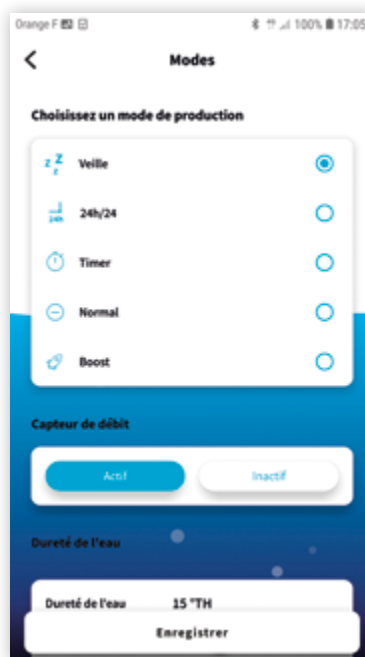 Orange F 100% 17:05
Modes
Choisissez un mode de production
z Z z Veille
24h 24h/24
Timer
Normal
Boost
Capteur de débit
Actif Inactif
Dureté de l'eau
Dureté de l'eau 15 °TH
Enregistrer